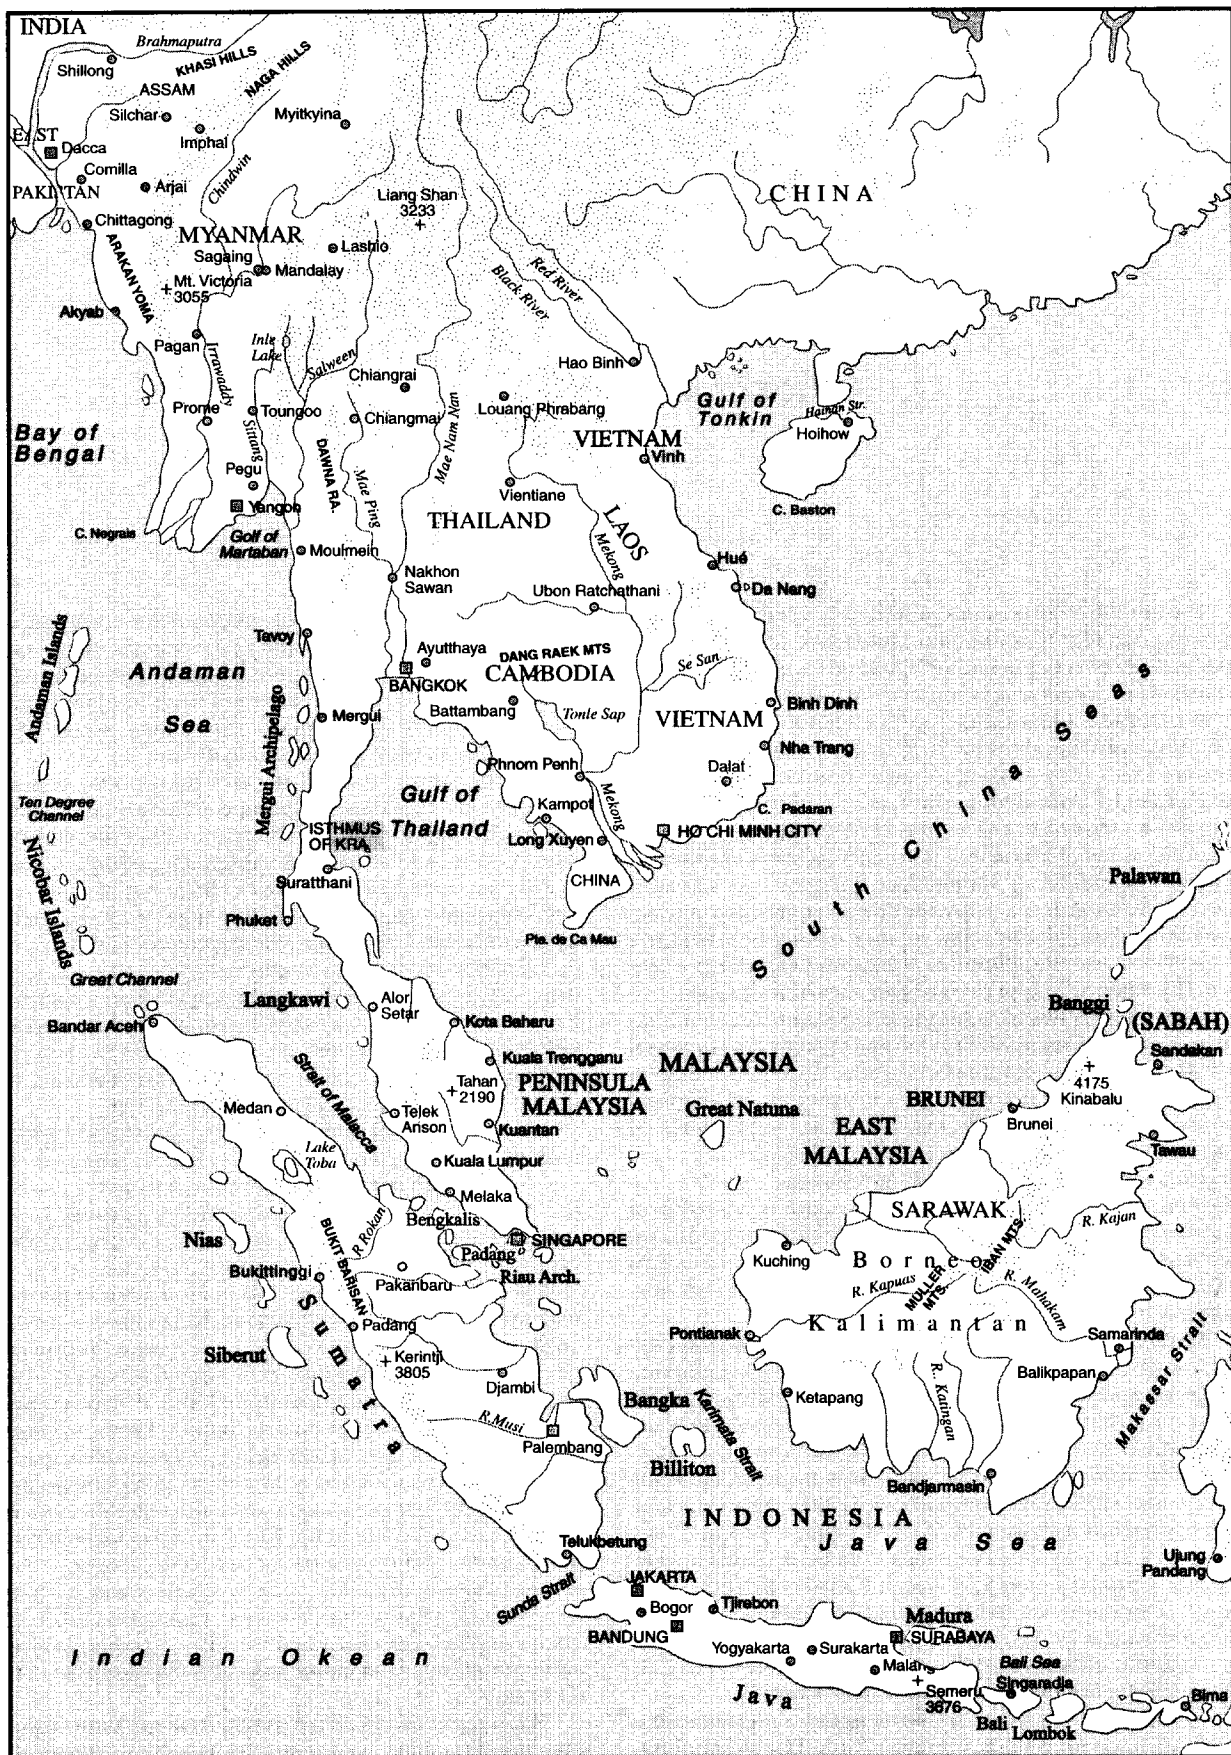 INDIA
Brahmaputra
Shillong
KHASI HILLS
NAGA HILLS
ASSAM
Silchar
Myitkyina
Imphal
EAST
Dacca
Comilla
Chindwin
PAKISTAN
Arjai
Liang Shan
3233
CHINA
Chittagong
MYANMAR
Lashio
ARAKAN YOMA
Sagaing
Mandalay
Red River
Black River
Mt. Victoria
3055
Akyab
Pagan
Irrawaddy
Inle
Lake
Salween
Hao Binh
Chiangrai
Prome
Toungoo
Chiangmai
Mae Nam Nan
Louang Phrabang
Gulf of
Tonkin
Hainan Str.
Hoihow
Bay of
Bengal
Sittang
DAWNA RA.
VIETNAM
Vinh
Pegu
Mae Ping
Vientiane
Yangon
THAILAND
LAOS
C. Baston
C. Negrais
Golf of
Martaban
Moulmein
Mekong
Hué
Nakhon
Sawan
Ubon Ratchathani
Da Nang
Andaman Islands
Tavoy
Ayutthaya
DANG RAEK MTS
Se San
Andaman
Sea
CAMBODIA
BANGKOK
Battambang
Tonle Sap
VIETNAM
Binh Dinh
Mergui
Mergui Archipelago
Nha Trang
Phnom Penh
Dalat
Ten Degree
Channel
Gulf of
Thailand
Kampot
Mekong
C. Padaran
ISTHMUS
OF KRA
Long Xuyen
HO CHI MINH CITY
South China Seas
Nicobar Islands
Suratthani
CHINA
Palawan
Phuket
Pte. de Ca Mau
Great Channel
Langkawi
Alor
Setar
Banggi
(SABAH)
Bandar Aceh
Kota Baharu
Sandakan
Kuala Trengganu
MALAYSIA
4175
Kinabalu
Strait of Malacca
Tahan
2190
PENINSULA
MALAYSIA
BRUNEI
Brunei
Medan
Telek
Anson
Great Natuna
Kuantan
EAST
MALAYSIA
Tawau
Lake
Toba
Kuala Lumpur
Melaka
SARAWAK
R. Kajan
Nias
BUKIT BARISAN
R Rokan
Bengkalis
SINGAPORE
Padang
Kuching
Borneo
IBAN MTS.
Bukittinggi
Pakanbaru
Riau Arch.
R. Kapuas
MULLER
MTS.
R. Mahakam
Sumatra
Padang
Pontianak
Kalimantan
Samarinda
Makassar Strait
Siberut
Kerintji
3805
Djambi
Balikpapan
Bangka
Karimata Strait
Ketapang
R. Katingan
R.Musi
Palembang
Billiton
Bandjarmasin
INDONESIA
Java Sea
Telukbetung
Ujung
Pandang
Sunda Strait
JAKARTA
Bogor
Tjirebon
Madura
BANDUNG
SURABAYA
Indian Okean
Yogyakarta
Surakarta
Malang
Bali Sea
Singaradja
Java
Semeru
3676
Bali
Lombok
Bima